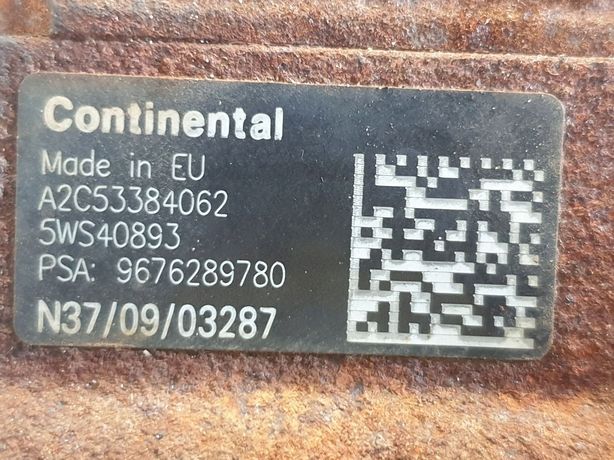 Continental
Made in EU
A2C53384062
5WS40893
PSA: 9676289780
N37/09/03287